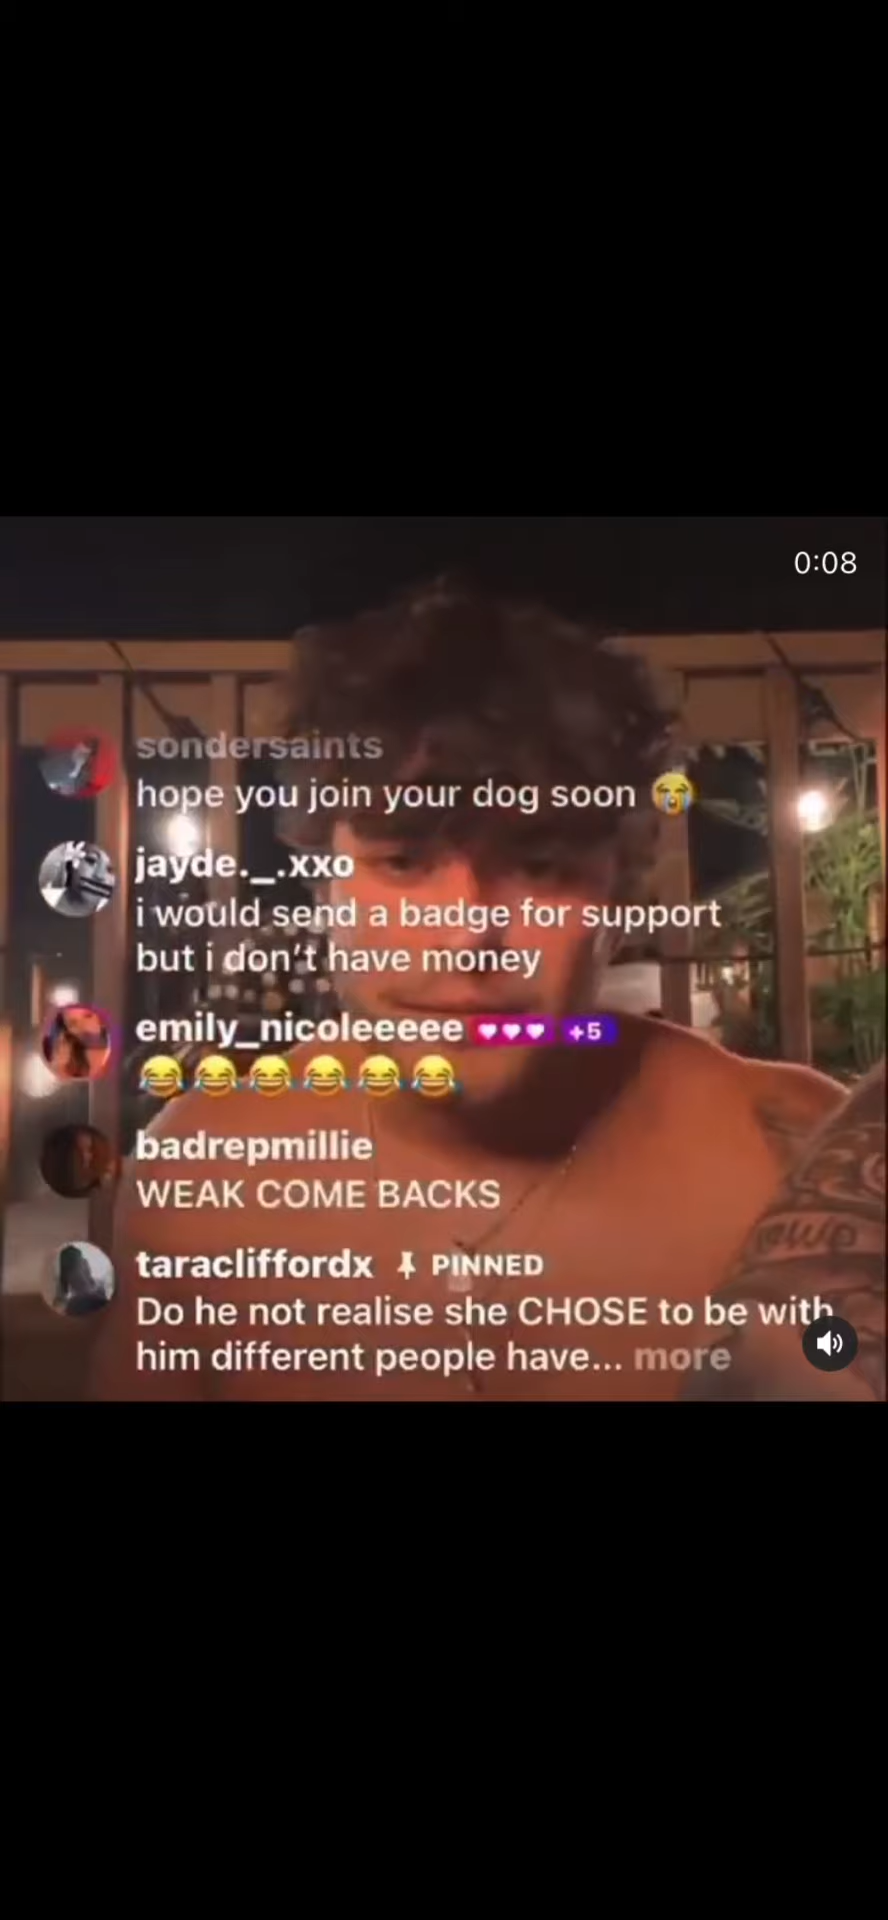 0:08
sondersaints
hope you join your dog soon 😭
jayde._.xxo
i would send a badge for support
but i don't have money
emily_nicoleeeee +5
😂😂😂😂😂😂
badrepmillie
WEAK COME BACKS
taracliffordx PINNED
Do he not realise she CHOSE to be with
him different people have... more